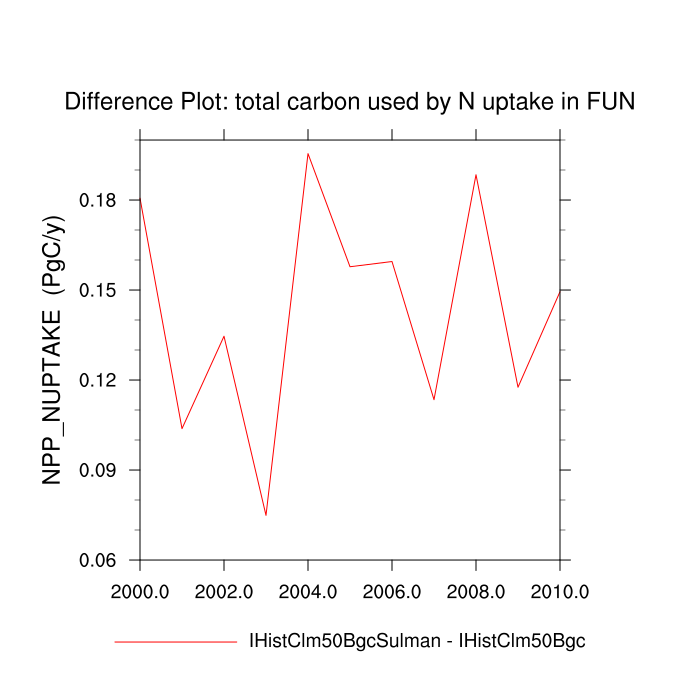 Difference Plot: total carbon used by N uptake in FUN
NPP_NUPTAKE (PgC/y)
0.18
0.15
0.12
0.09
0.06
2000.0 2002.0 2004.0 2006.0 2008.0 2010.0
IHistClm50BgcSulman - IHistClm50Bgc